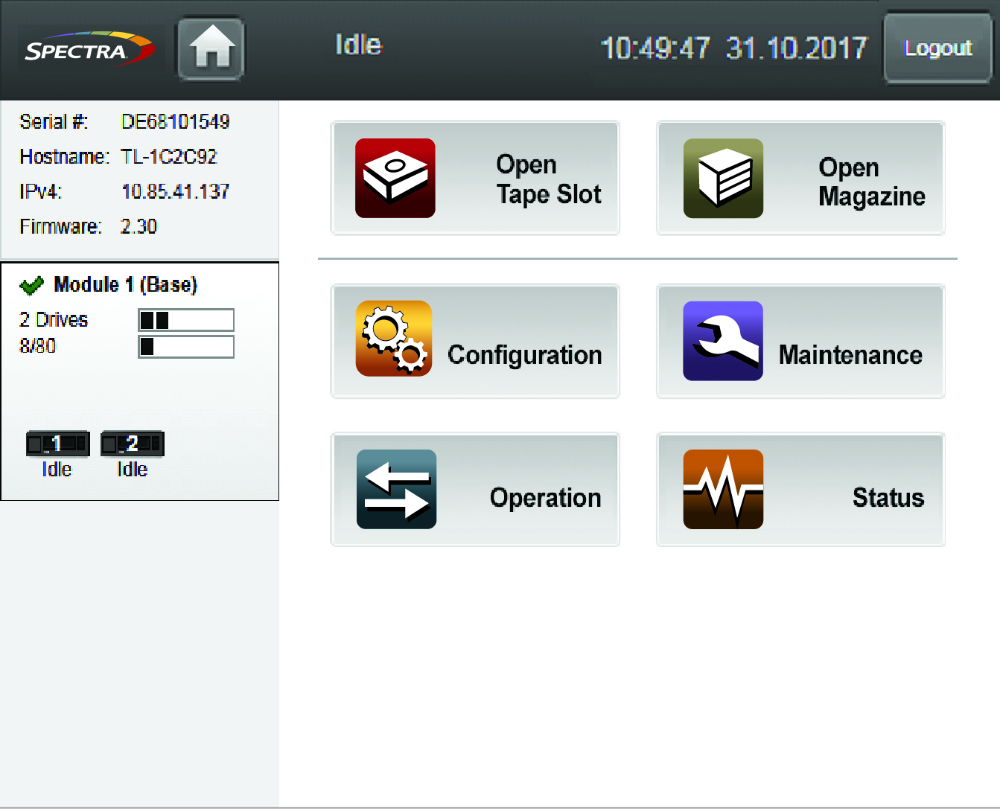 SPECTRA
Idle
10:49:47 31.10.2017
Logout
Serial #: DE68101549
Hostname: TL-1C2C92
IPv4: 10.85.41.137
Firmware: 2.30
Module 1 (Base)
2 Drives
8/80
1 2
Idle Idle
Open
Tape Slot
Open
Magazine
Configuration
Maintenance
Operation
Status